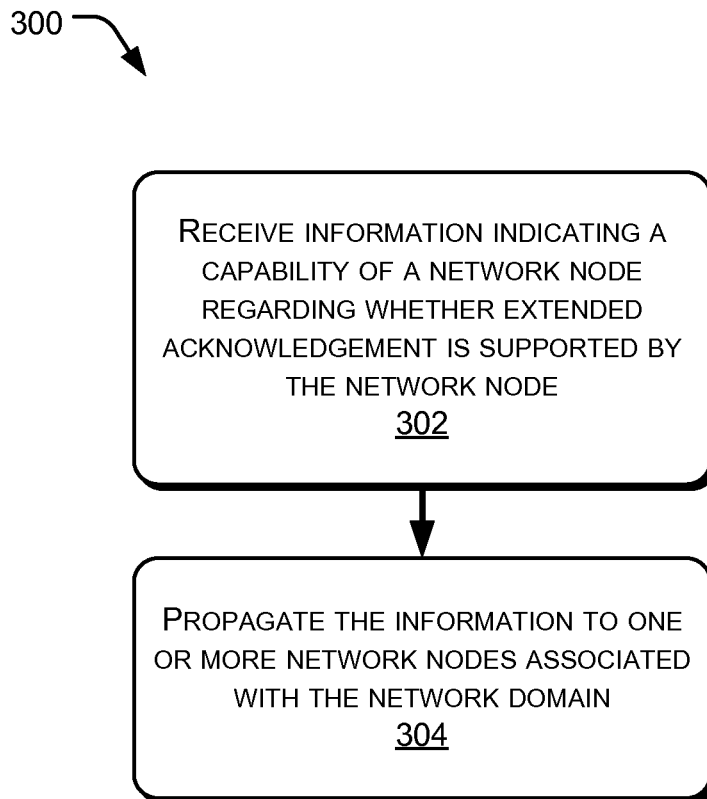 300
RECEIVE INFORMATION INDICATING A
CAPABILITY OF A NETWORK NODE
REGARDING WHETHER EXTENDED
ACKNOWLEDGEMENT IS SUPPORTED BY
THE NETWORK NODE
302
PROPAGATE THE INFORMATION TO ONE
OR MORE NETWORK NODES ASSOCIATED
WITH THE NETWORK DOMAIN
304